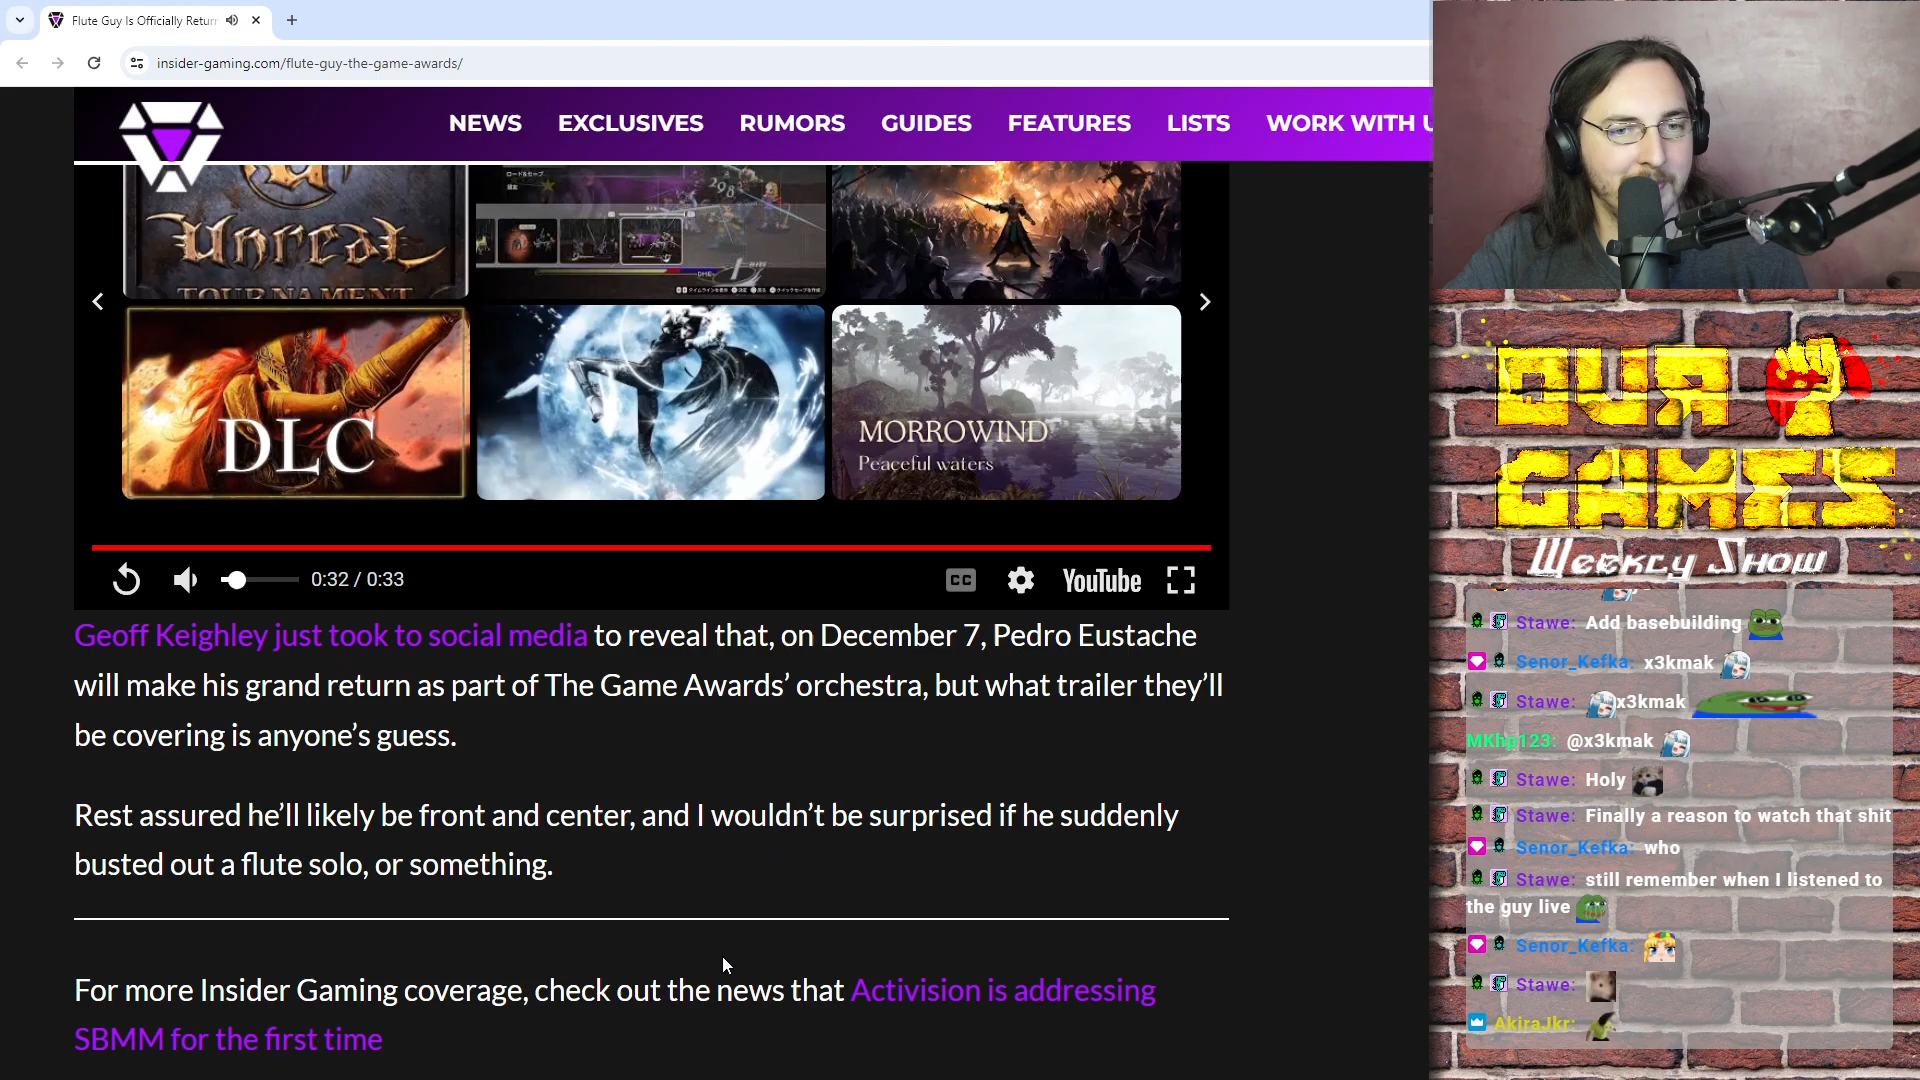 Flute Guy Is Officially Retur
insider-gaming.com/flute-guy-the-game-awards/
NEWS EXCLUSIVES RUMORS GUIDES FEATURES LISTS WORK WITH U
Unreal
TOURNAMENT
298
DLC
MORROWIND
Peaceful waters
0:32 / 0:33
CC
YouTube
Geoff Keighley just took to social media to reveal that, on December 7, Pedro Eustache
will make his grand return as part of The Game Awards’ orchestra, but what trailer they’ll
be covering is anyone’s guess.
Rest assured he’ll likely be front and center, and I wouldn’t be surprised if he suddenly
busted out a flute solo, or something.
For more Insider Gaming coverage, check out the news that Activision is addressing
SBMM for the first time
OUR
GAMES
Weekly Show
Stawe: Add basebuilding
Senor_Kefka: x3kmak
Stawe: x3kmak
MKhp123: @x3kmak
Stawe: Holy
Stawe: Finally a reason to watch that shit
Senor_Kefka: who
Stawe: still remember when I listened to
the guy live
Senor_Kefka:
Stawe:
AkiraJkr: